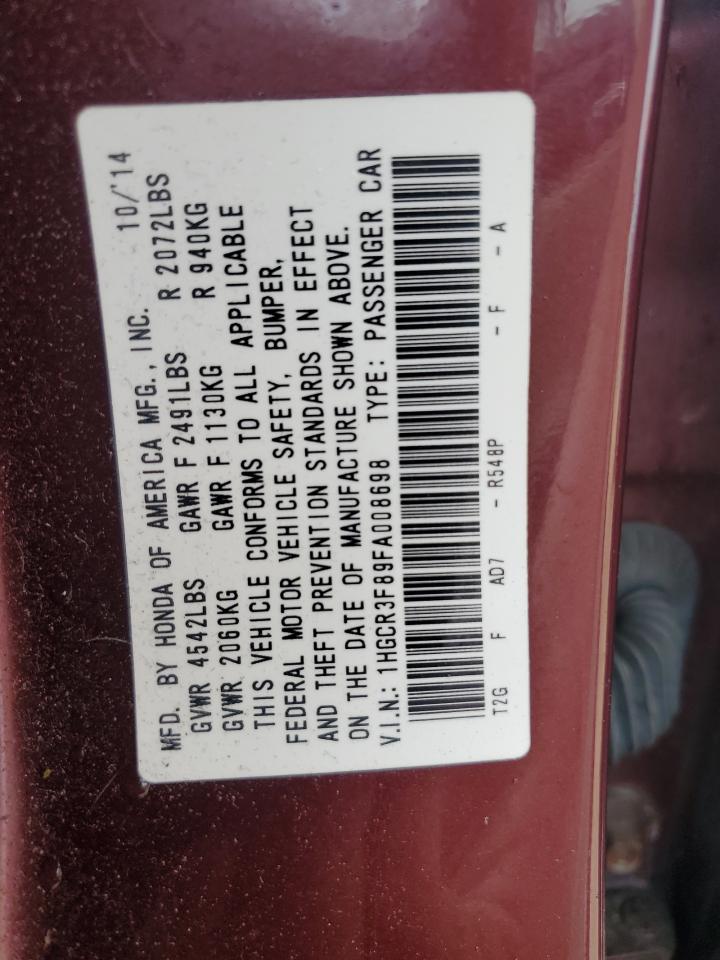 MFD. BY HONDA OF AMERICA MFG., INC. 10/'14
GVWR 4542LBS GAWR F 2491LBS R 2072LBS
GVWR 2060KG GAWR F 1130KG R 940KG
THIS VEHICLE CONFORMS TO ALL APPLICABLE
FEDERAL MOTOR VEHICLE SAFETY, BUMPER,
AND THEFT PREVENTION STANDARDS IN EFFECT
ON THE DATE OF MANUFACTURE SHOWN ABOVE.
V.I.N.: 1HGCR3F89FA008698 TYPE: PASSENGER CAR
T2G F AD7 - R548P - F - A